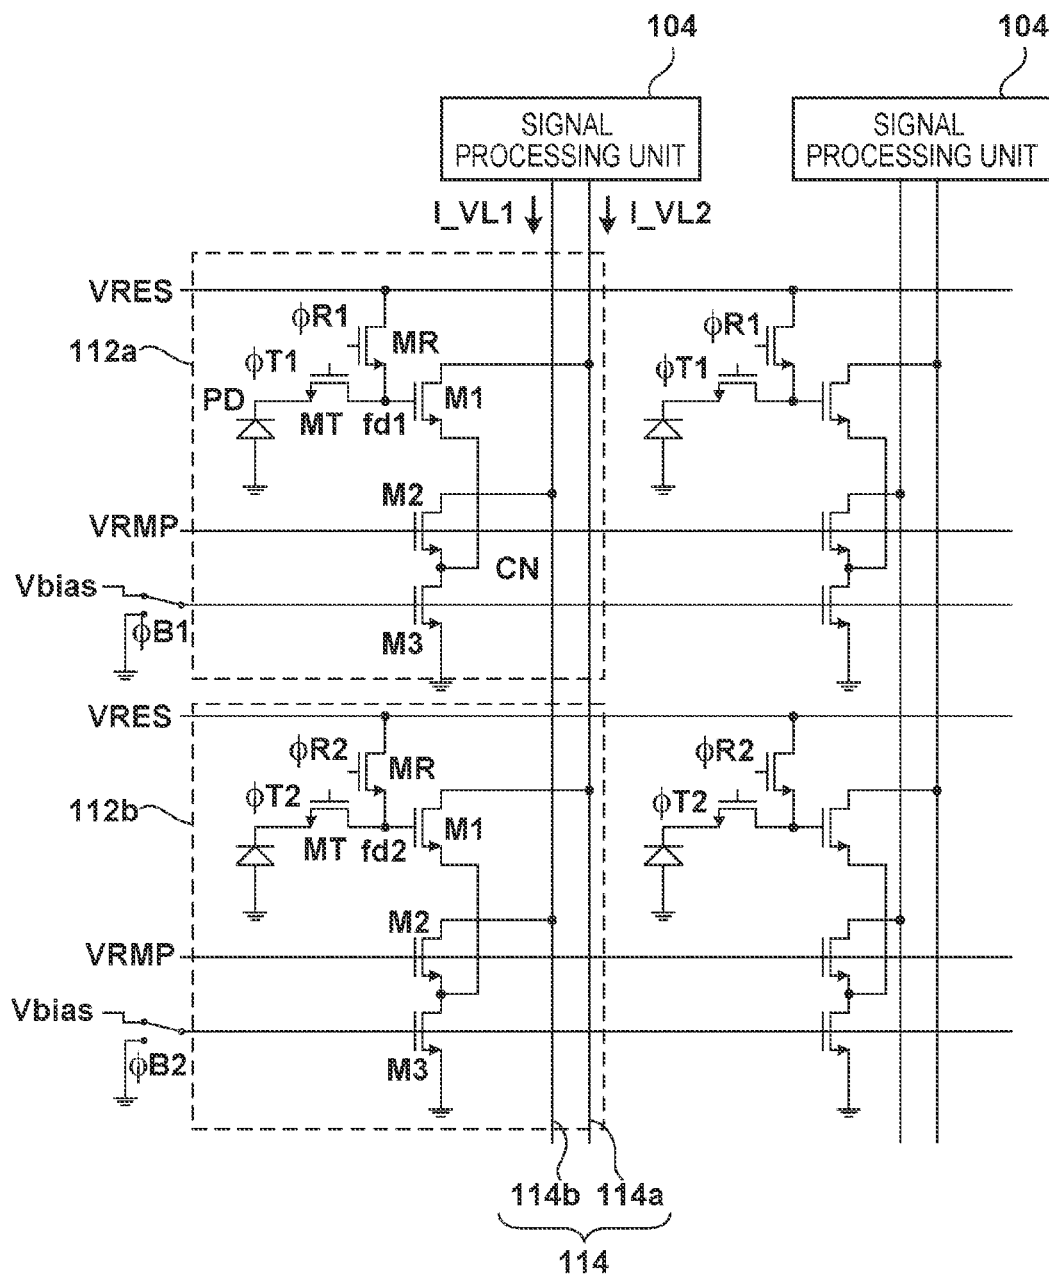 104
104
SIGNAL
PROCESSING UNIT
SIGNAL
PROCESSING UNIT
I_VL1
I_VL2
VRES
ϕR1
MR
ϕR1
112a
ϕT1
ϕT1
PD
MT
fd1
M1
M2
VRMP
CN
Vbias
ϕB1
M3
VRES
ϕR2
MR
ϕR2
112b
ϕT2
ϕT2
MT
fd2
M1
M2
VRMP
Vbias
ϕB2
M3
114b
114a
114